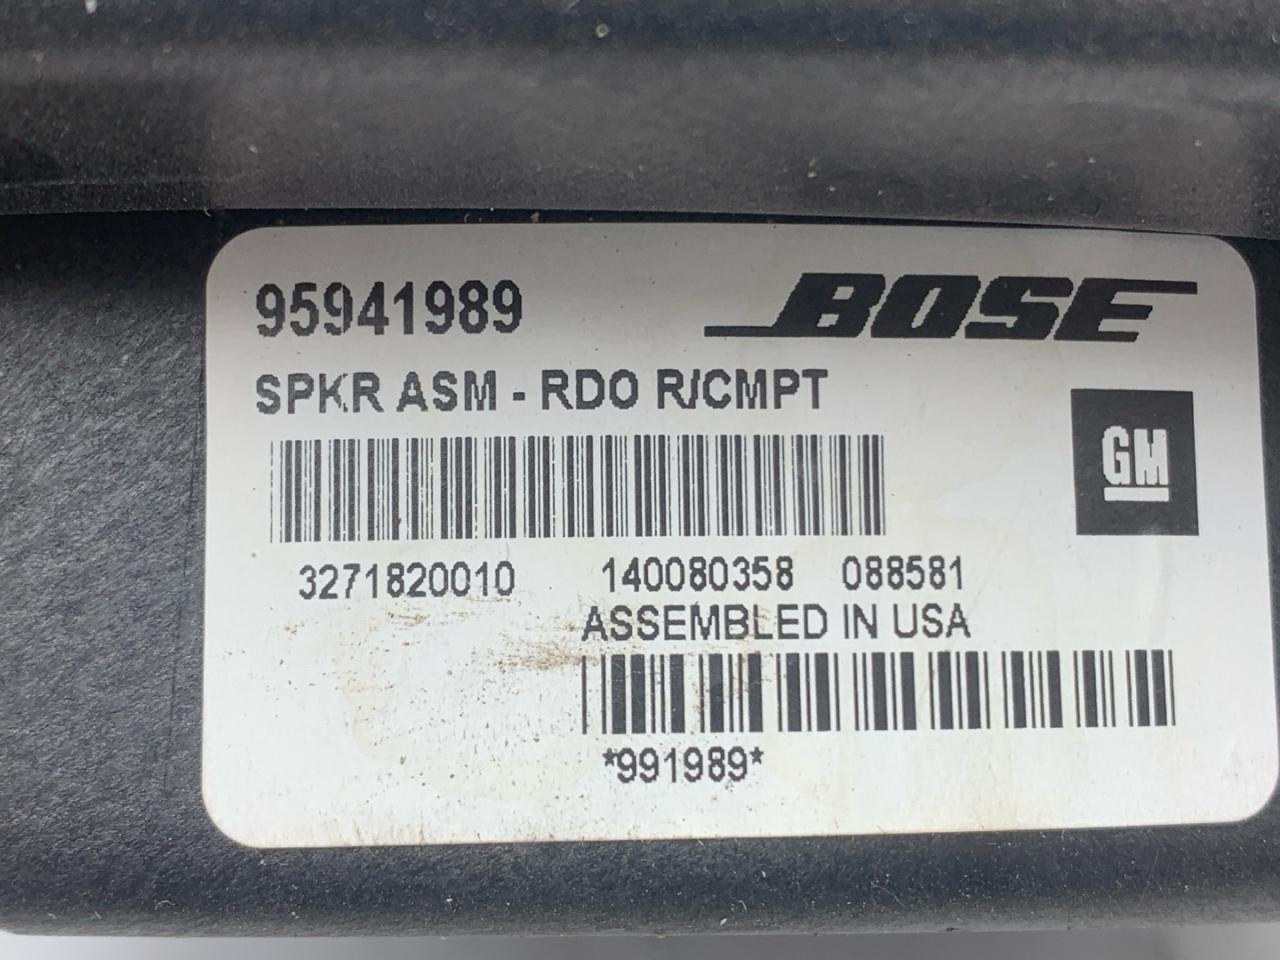 95941989
BOSE
SPKR ASM - RDO R/CMPT
GM
3271820010 140080358 088581
ASSEMBLED IN USA
*991989*